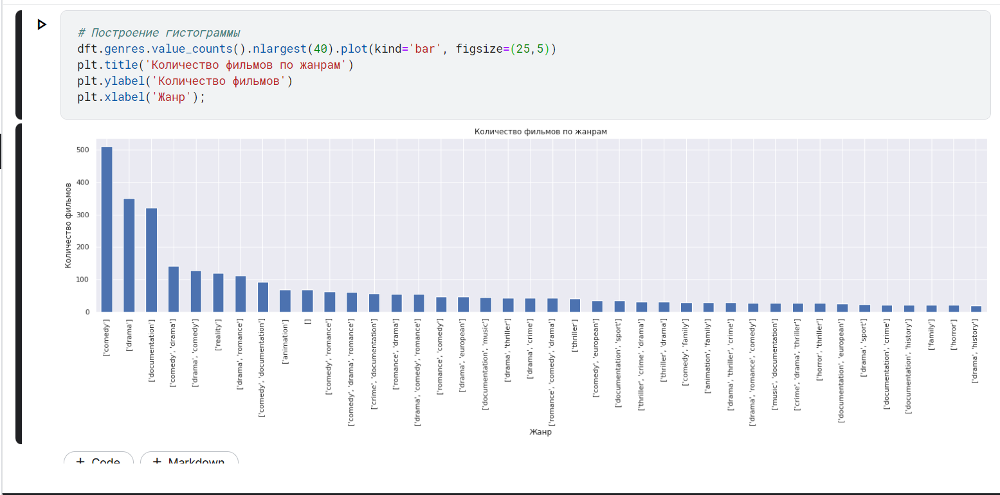 # Построение гистограммы
dft.genres.value_counts().nlargest(40).plot(kind='bar', figsize=(25,5))
plt.title('Количество фильмов по жанрам')
plt.ylabel('Количество фильмов')
plt.xlabel('Жанр');
Количество фильмов по жанрам
Количество фильмов
500
400
300
200
100
0
['comedy']
['drama']
['documentation']
['comedy', 'drama']
['drama', 'comedy']
['reality']
['drama', 'romance']
['comedy', 'documentation']
['animation']
[]
['comedy', 'romance']
['comedy', 'drama', 'romance']
['crime', 'documentation']
['romance', 'drama']
['drama', 'comedy', 'romance']
['romance', 'comedy']
['drama', 'european']
['documentation', 'music']
['drama', 'thriller']
['drama', 'crime']
['romance', 'comedy', 'drama']
['thriller']
['comedy', 'european']
['documentation', 'sport']
['thriller', 'crime', 'drama']
['thriller', 'drama']
['comedy', 'family']
['animation', 'family']
['drama', 'thriller', 'crime']
['drama', 'romance', 'comedy']
['music', 'documentation']
['crime', 'drama', 'thriller']
['horror', 'thriller']
['documentation', 'european']
['drama', 'sport']
['documentation', 'crime']
['documentation', 'history']
['family']
['horror']
['drama', 'history']
Жанр
+ Code + Markdown